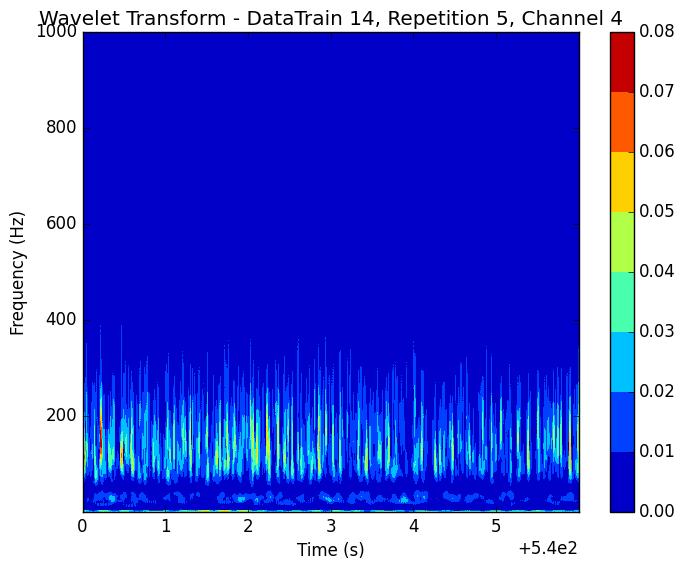 Wavelet Transform - DataTrain 14, Repetition 5, Channel 4
1000
800
600
400
200
Frequency (Hz)
0 1 2 3 4 5
Time (s)
+5.4e2
0.08
0.07
0.06
0.05
0.04
0.03
0.02
0.01
0.00